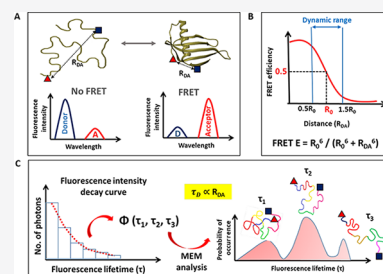 A
R_DA
R_DA
No FRET
FRET
Fluorescence
intensity
Donor
A
Wavelength
Fluorescence
intensity
D
Acceptor
Wavelength
B
Dynamic range
FRET efficiency
0.5
0.5R₀
R₀
1.5R₀
Distance (R_DA)
FRET E = R₀⁶ / (R₀⁶ + R_DA⁶)
C
Fluorescence intensity
decay curve
No. of photons
Fluorescence lifetime (τ)
Φ (τ₁, τ₂, τ₃)
MEM
analysis
τ_D ∝ R_DA
Probability of
occurrence
τ₁
τ₂
τ₃
Fluorescence lifetime (τ)